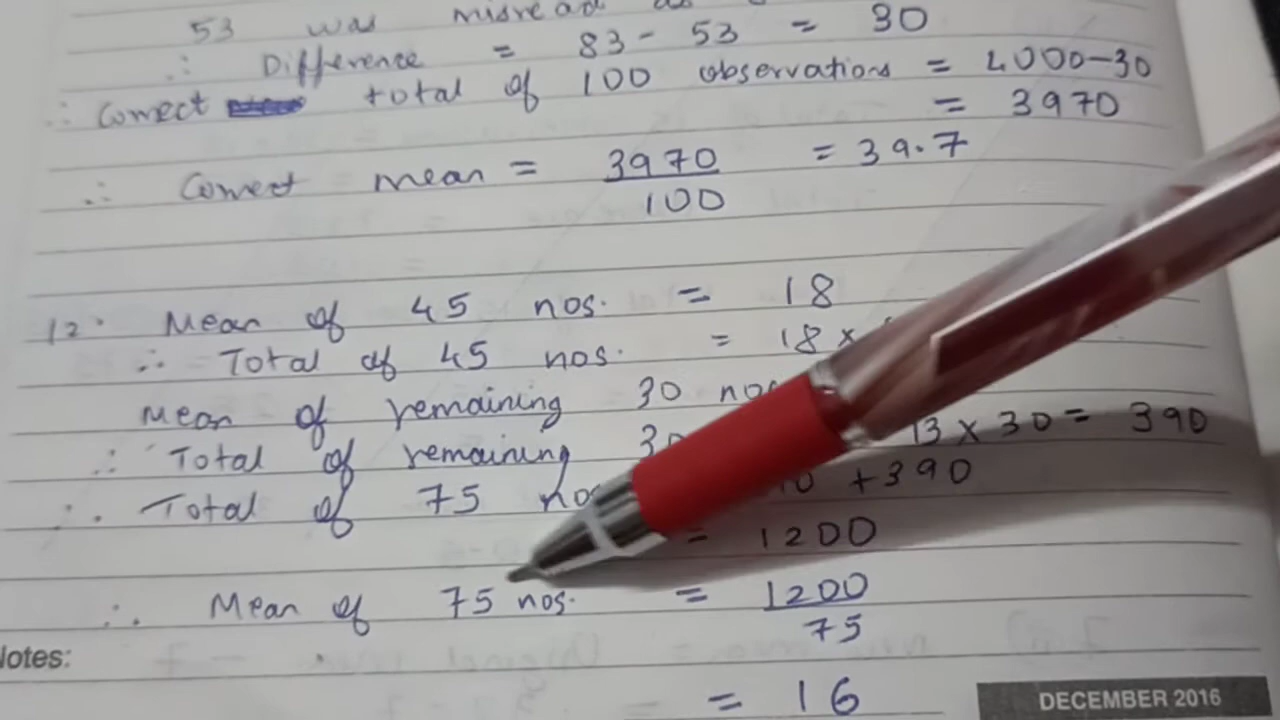 53 was misread as
∴ Difference = 83 - 53 = 30
∴ Correct total of 100 observations = 4000-30
= 3970
∴ Correct mean = 3970/100 = 39.7
12. Mean of 45 nos. = 18
∴ Total of 45 nos. = 18 ×
Mean of remaining 30 nos
∴ Total of remaining 30 13 × 30 = 390
∴ Total of 75 nos +390
= 1200
∴ Mean of 75 nos. = 1200/75
Notes:
= 16
DECEMBER 2016